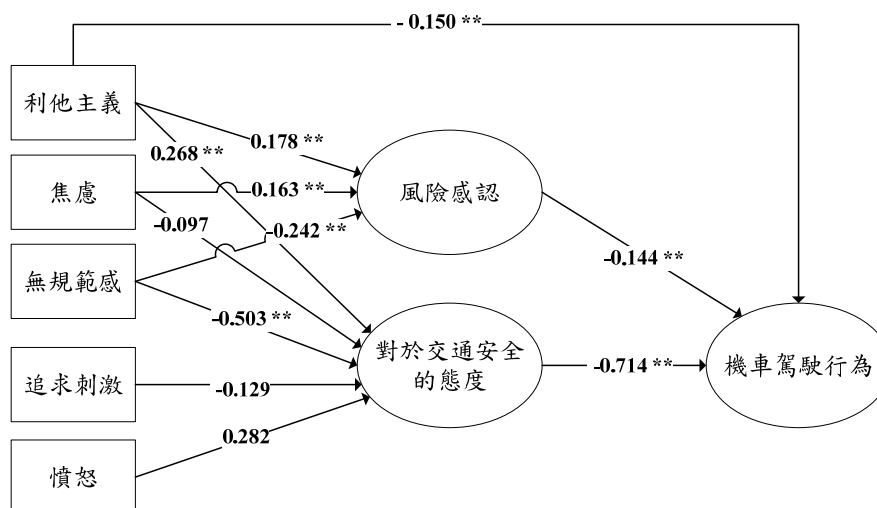 - 0.150 **
利他主義
0.178 **
0.268 **
焦慮
0.163 **
風險感認
-0.097
-0.242 **
無規範感
-0.144 **
-0.503 **
對於交通安全
的態度
-0.714 **
機車駕駛行為
追求刺激
-0.129
0.282
憤怒